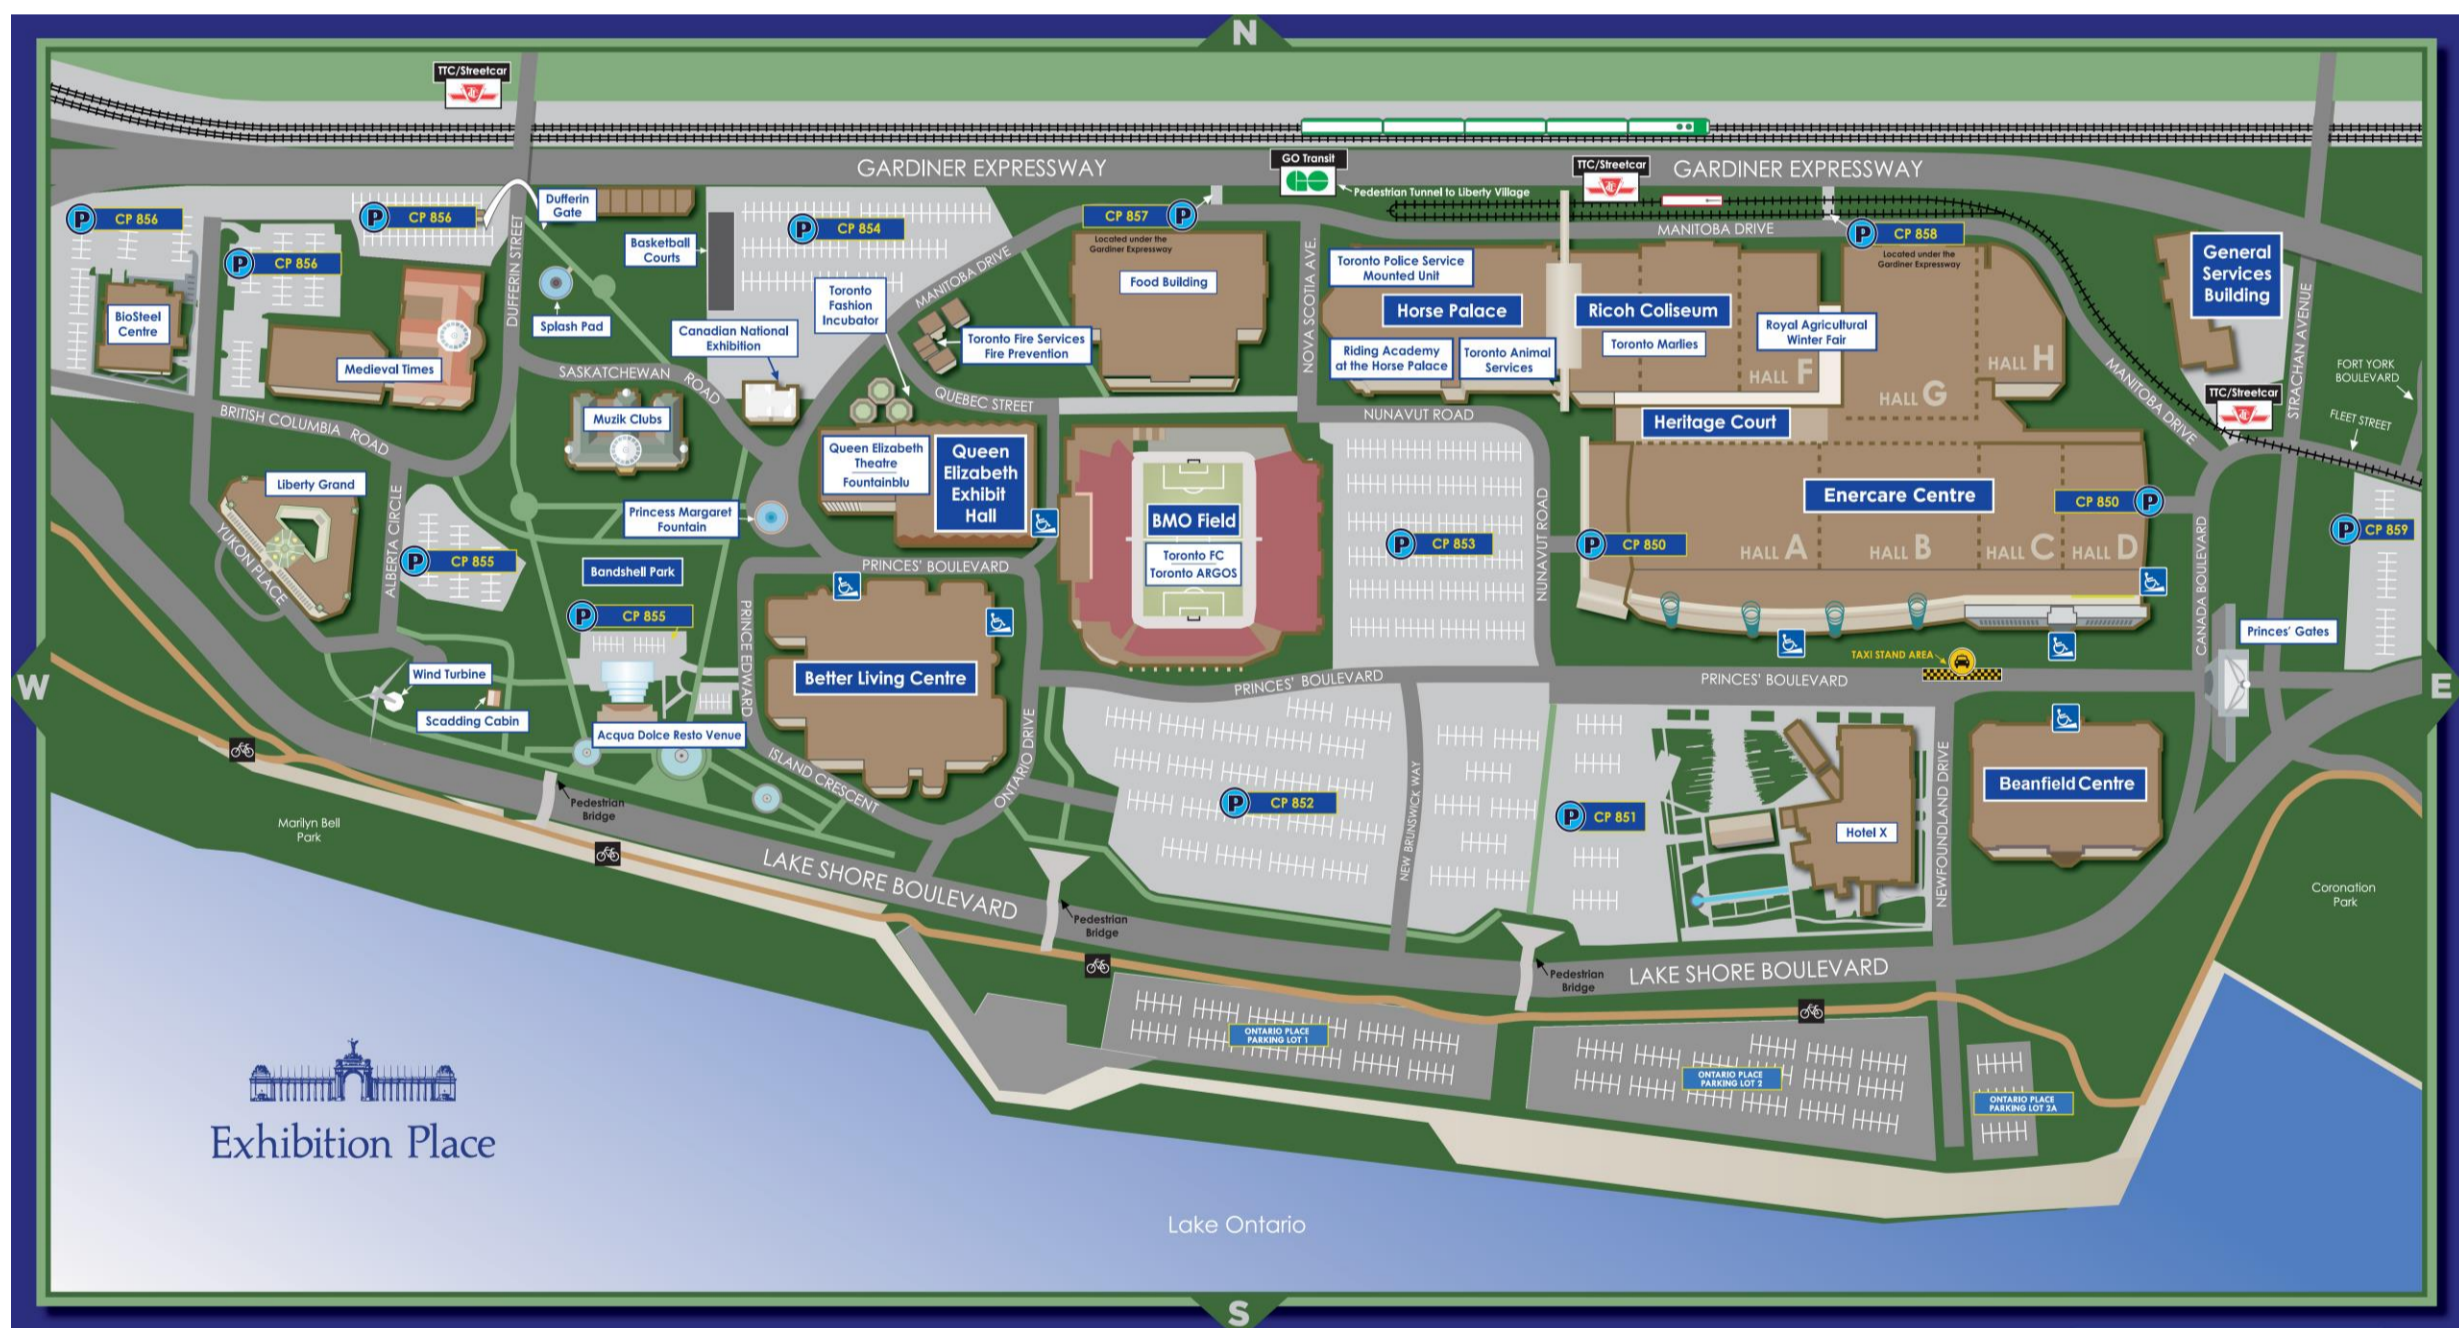 N
TTC/Streetcar
GARDINER EXPRESSWAY
GO Transit
GO
Pedestrian Tunnel to Liberty Village
TTC/Streetcar
GARDINER EXPRESSWAY
P CP 856
P CP 856
P CP 856
Dufferin
Gate
DUFFERIN STREET
Basketball
Courts
P CP 854
MANITOBA DRIVE
CP 857 P
Located under the
Gardiner Expressway
Food Building
NOVA SCOTIA AVE.
MANITOBA DRIVE
P CP 858
Located under the
Gardiner Expressway
General
Services
Building
STRACHAN AVENUE
Toronto Police Service
Mounted Unit
Horse Palace
Riding Academy
at the Horse Palace
Toronto Animal
Services
Ricoh Coliseum
Toronto Marlies
Royal Agricultural
Winter Fair
HALL F
HALL G
HALL H
MANITOBA DRIVE
FORT YORK
BOULEVARD
TTC/Streetcar
FLEET STREET
BioSteel
Centre
Splash Pad
Toronto
Fashion
Incubator
Canadian National
Exhibition
Toronto Fire Services
Fire Prevention
Medieval Times
SASKATCHEWAN ROAD
QUEBEC STREET
BRITISH COLUMBIA ROAD
Muzik Clubs
NUNAVUT ROAD
Heritage Court
Queen Elizabeth
Theatre
Fountainblu
Queen
Elizabeth
Exhibit
Hall
Liberty Grand
ALBERTA CIRCLE
YUKON PLACE
Princess Margaret
Fountain
BMO Field
Toronto FC
Toronto ARGOS
P CP 853
NUNAVUT ROAD
P CP 850
Enercare Centre
CP 850 P
HALL A
HALL B
HALL C
HALL D
P CP 859
P CP 855
Bandshell Park
P CP 855
PRINCES' BOULEVARD
PRINCE EDWARD
ISLAND CRESCENT
CANADA BOULEVARD
Princes' Gates
W
Wind Turbine
Scadding Cabin
Acqua Dolce Resto Venue
Better Living Centre
ONTARIO DRIVE
PRINCES' BOULEVARD
TAXI STAND AREA
PRINCES' BOULEVARD
E
P CP 852
NEW BRUNSWICK WAY
P CP 851
Hotel X
NEWFOUNDLAND DRIVE
Beanfield Centre
Pedestrian
Bridge
Marilyn Bell
Park
LAKE SHORE BOULEVARD
Pedestrian
Bridge
Pedestrian
Bridge
LAKE SHORE BOULEVARD
Coronation
Park
ONTARIO PLACE
PARKING LOT 1
ONTARIO PLACE
PARKING LOT 2
ONTARIO PLACE
PARKING LOT 2A
Exhibition Place
Lake Ontario
S